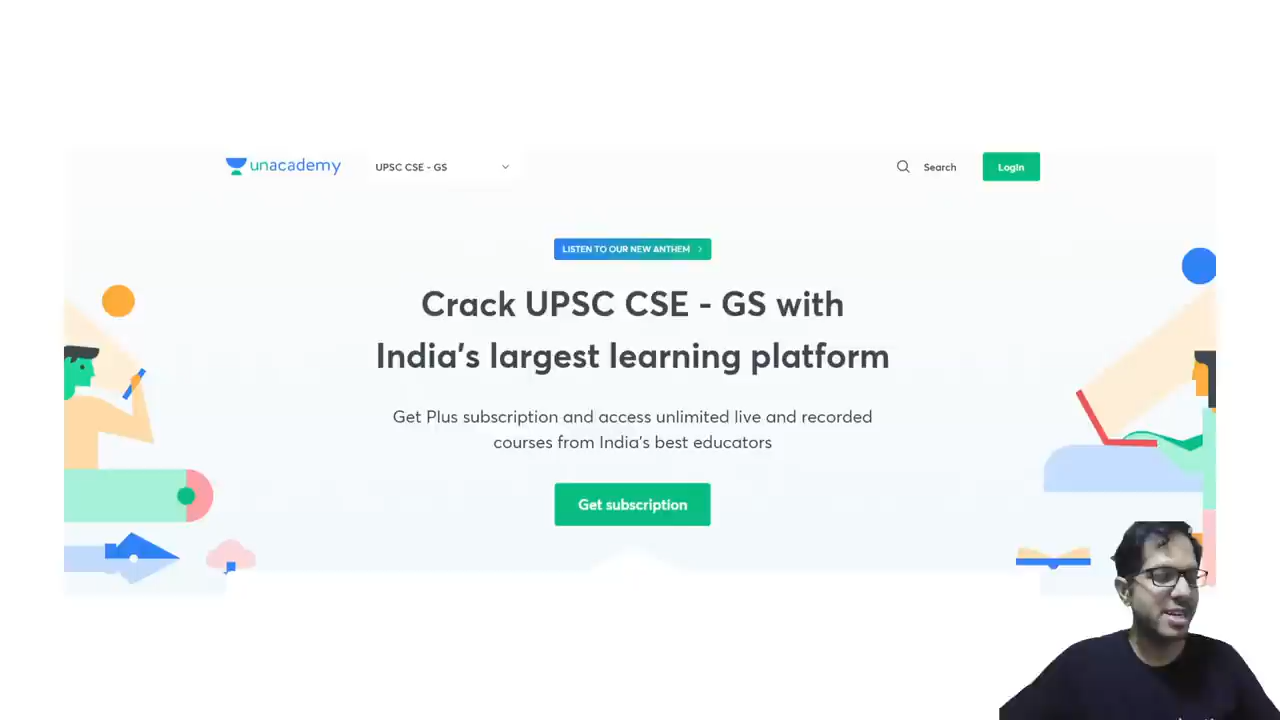 unacademy
UPSC CSE - GS
Search
Login
LISTEN TO OUR NEW ANTHEM
Crack UPSC CSE - GS with
India's largest learning platform
Get Plus subscription and access unlimited live and recorded
courses from India's best educators
Get subscription